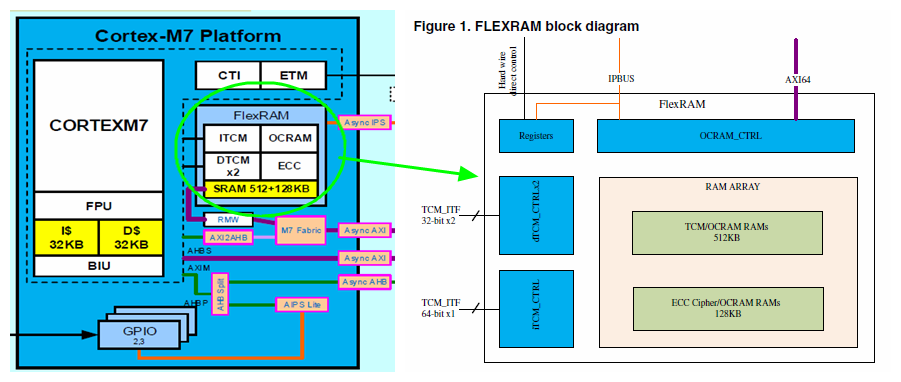 Cortex-M7 Platform
CTI
ETM
CORTEXM7
FlexRAM
ITCM
OCRAM
DTCM
x2
ECC
SRAM 512+128KB
Async IPS
FPU
I$
32KB
D$
32KB
BIU
RMW
AXI2AHB
M7 Fabric
Async AXI
AHBS
Async AXI
AXIM
AHBSplit
Async AHB
AHBP
AIPS Lite
GPIO
2,3
Figure 1. FLEXRAM block diagram
Hard wire
direct control
IPBUS
AXI64
FlexRAM
Registers
OCRAM_CTRL
dTCM_CTRLx2
TCM_ITF
32-bit x2
RAM ARRAY
TCM/OCRAM RAMs
512KB
iTCM_CTRL
TCM_ITF
64-bit x1
ECC Cipher/OCRAM RAMs
128KB